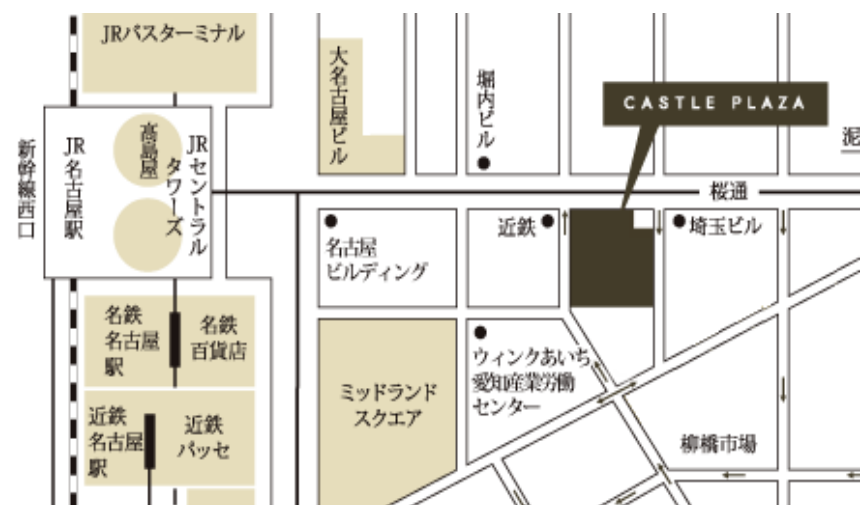 JRバスターミナル
大名古屋ビル
堀内ビル
CASTLE PLAZA
泥
新幹線西口
JR名古屋駅
髙島屋
JRセントラル
タワーズ
桜通
名古屋
ビルディング
近鉄
埼玉ビル
名鉄
名古屋
駅
名鉄
百貨店
ミッドランド
スクエア
ウィンクあいち
愛知産業労働
センター
近鉄
名古屋
駅
近鉄
パッセ
柳橋市場